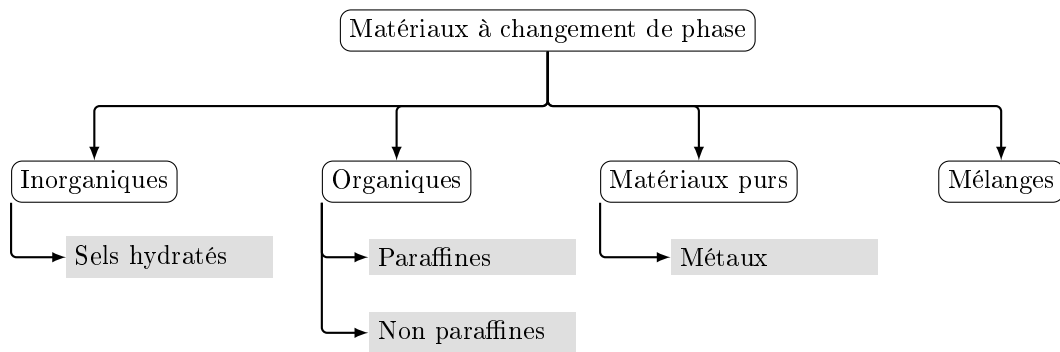 Matériaux à changement de phase
Inorganiques
Organiques
Matériaux purs
Mélanges
Sels hydratés
Paraffines
Métaux
Non paraffines